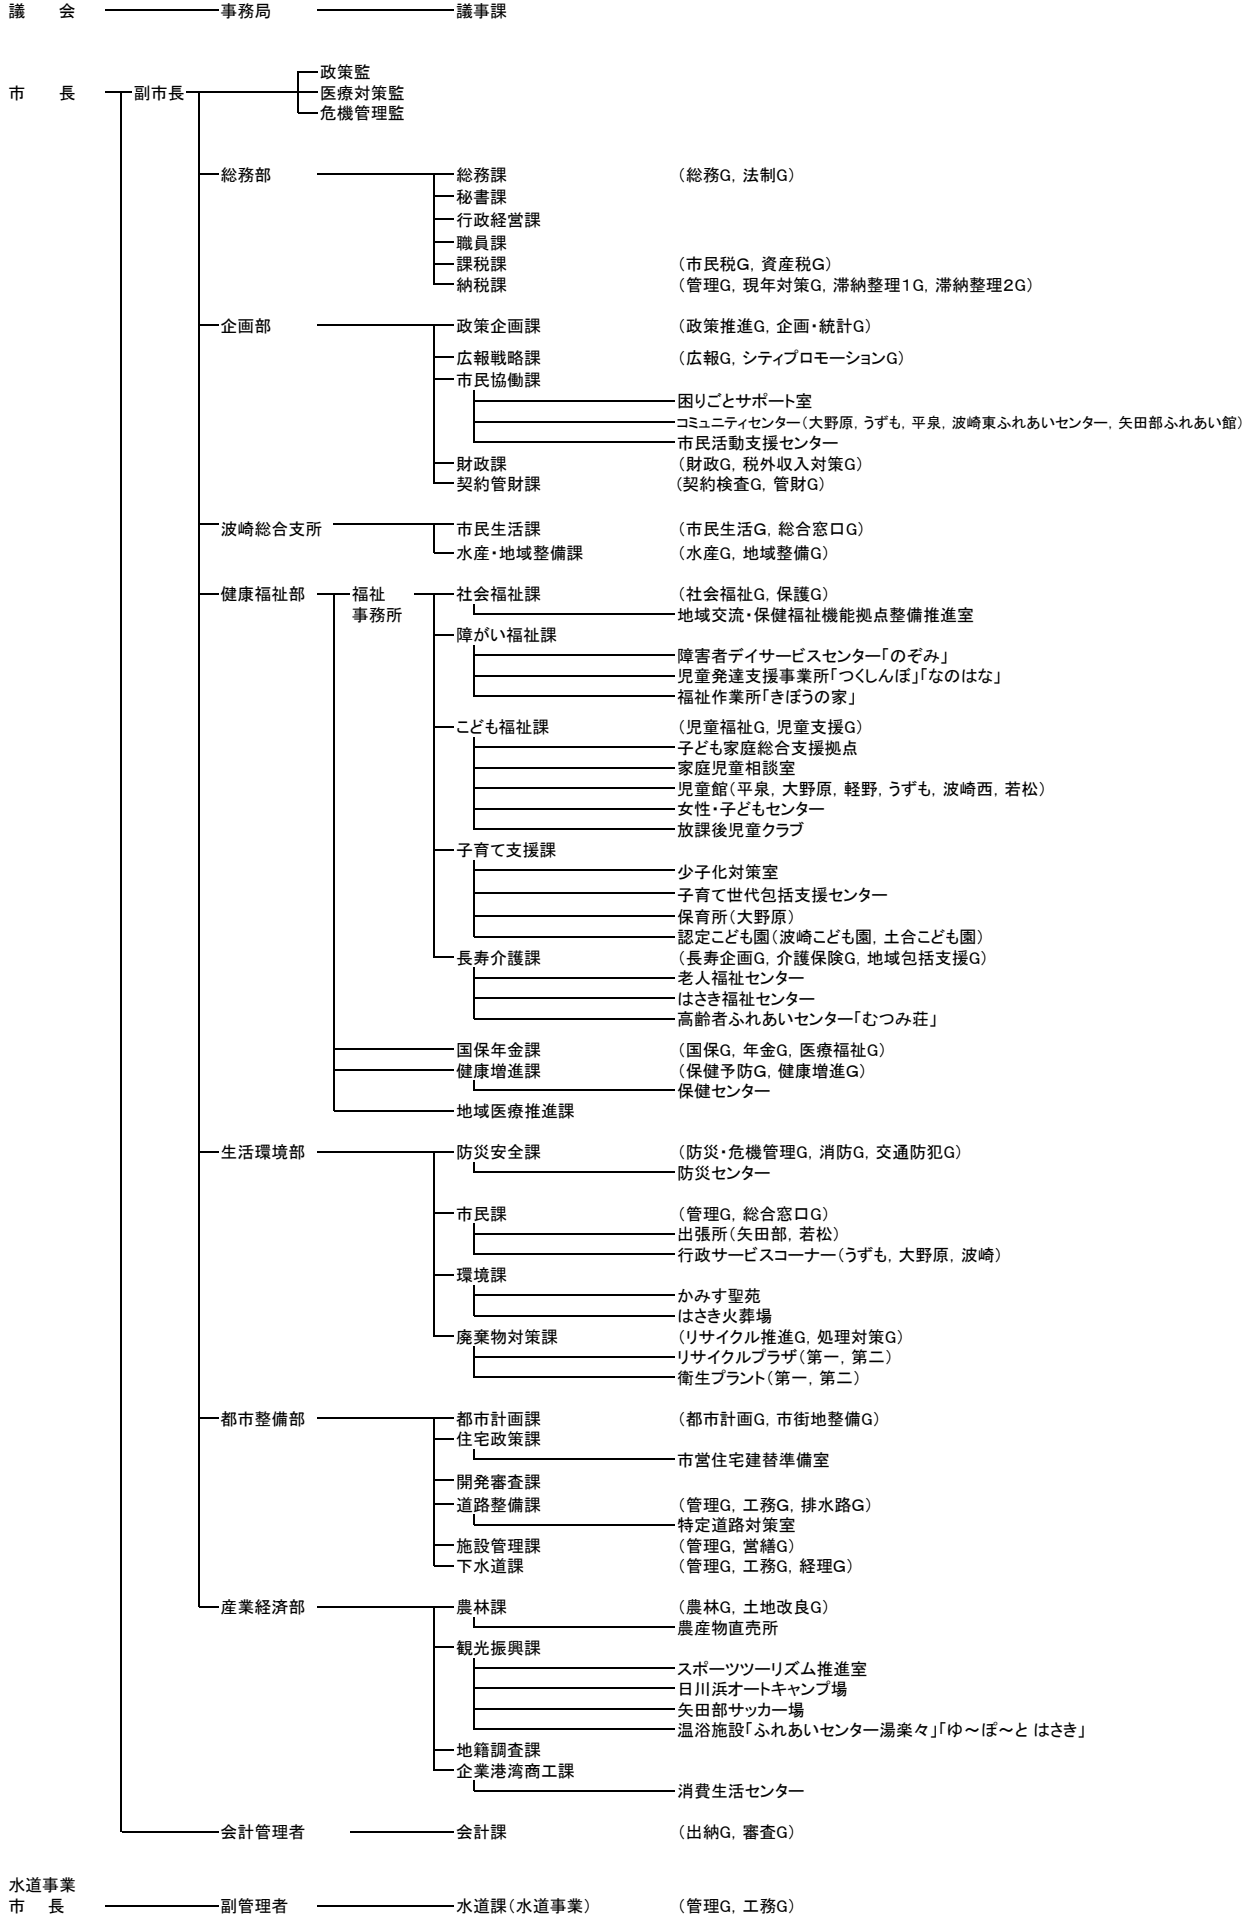 議　会　事務局　議事課
政策監
市　長　副市長　医療対策監
危機管理監
総務部　総務課　（総務G, 法制G）
秘書課
行政経営課
職員課
課税課　（市民税G, 資産税G）
納税課　（管理G, 現年対策G, 滞納整理1G, 滞納整理2G）
企画部　政策企画課　（政策推進G, 企画・統計G）
広報戦略課　（広報G, シティプロモーションG）
市民協働課
困りごとサポート室
コミュニティセンター（大野原, うずも, 平泉, 波崎東ふれあいセンター, 矢田部ふれあい館）
市民活動支援センター
財政課　（財政G, 税外収入対策G）
契約管財課　（契約検査G, 管財G）
波崎総合支所　市民生活課　（市民生活G, 総合窓口G）
水産・地域整備課　（水産G, 地域整備G）
健康福祉部　福祉　社会福祉課　（社会福祉G, 保護G）
事務所　地域交流・保健福祉機能拠点整備推進室
障がい福祉課
障害者デイサービスセンター「のぞみ」
児童発達支援事業所「つくしんぼ」「なのはな」
福祉作業所「きぼうの家」
こども福祉課　（児童福祉G, 児童支援G）
子ども家庭総合支援拠点
家庭児童相談室
児童館（平泉, 大野原, 軽野, うずも, 波崎西, 若松）
女性・子どもセンター
放課後児童クラブ
子育て支援課
少子化対策室
子育て世代包括支援センター
保育所（大野原）
認定こども園（波崎こども園, 土合こども園）
長寿介護課　（長寿企画G, 介護保険G, 地域包括支援G）
老人福祉センター
はさき福祉センター
高齢者ふれあいセンター「むつみ荘」
国保年金課　（国保G, 年金G, 医療福祉G）
健康増進課　（保健予防G, 健康増進G）
保健センター
地域医療推進課
生活環境部　防災安全課　（防災・危機管理G, 消防G, 交通防犯G）
防災センター
市民課　（管理G, 総合窓口G）
出張所（矢田部, 若松）
行政サービスコーナー（うずも, 大野原, 波崎）
環境課
かみす聖苑
はさき火葬場
廃棄物対策課　（リサイクル推進G, 処理対策G）
リサイクルプラザ（第一, 第二）
衛生プラント（第一, 第二）
都市整備部　都市計画課　（都市計画G, 市街地整備G）
住宅政策課
市営住宅建替準備室
開発審査課
道路整備課　（管理G, 工務G, 排水路G）
特定道路対策室
施設管理課　（管理G, 営繕G）
下水道課　（管理G, 工務G, 経理G）
産業経済部　農林課　（農林G, 土地改良G）
農産物直売所
観光振興課
スポーツツーリズム推進室
日川浜オートキャンプ場
矢田部サッカー場
温浴施設「ふれあいセンター湯楽々」「ゆ～ぽ～と はさき」
地籍調査課
企業港湾商工課
消費生活センター
会計管理者　会計課　（出納G, 審査G）
水道事業
市　長　副管理者　水道課（水道事業）　（管理G, 工務G）